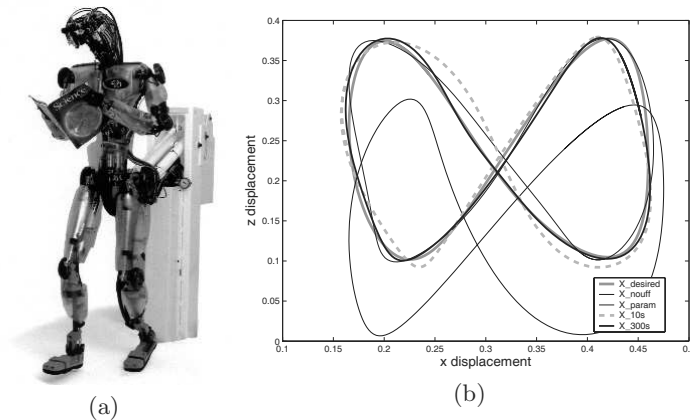 Science
0.4
0.35
0.3
0.25
0.2
0.15
0.1
0.05
0
z displacement
0.1
0.15
0.2
0.25
0.3
0.35
0.4
0.45
0.
x displacement
X_desired
X_nouff
X_param
X_10s
X_300s
(a)
(b)